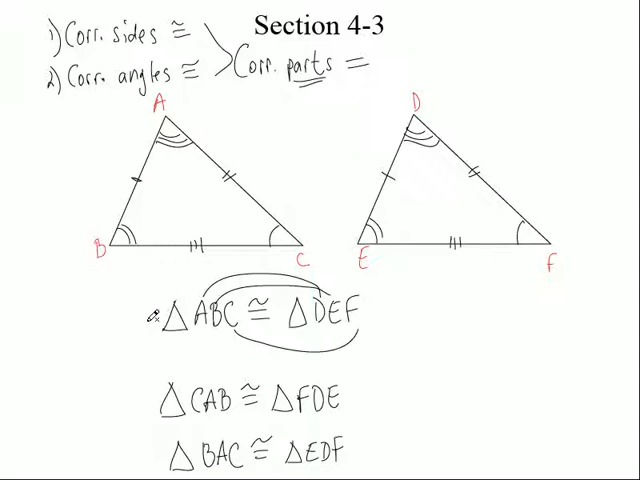 Section 4-3
1) Corr. sides ≅
2) Corr. angles ≅
Corr. parts =
A
D
B
C
E
F
△ABC ≅ △DEF
△CAB ≅ △FDE
△BAC ≅ △EDF